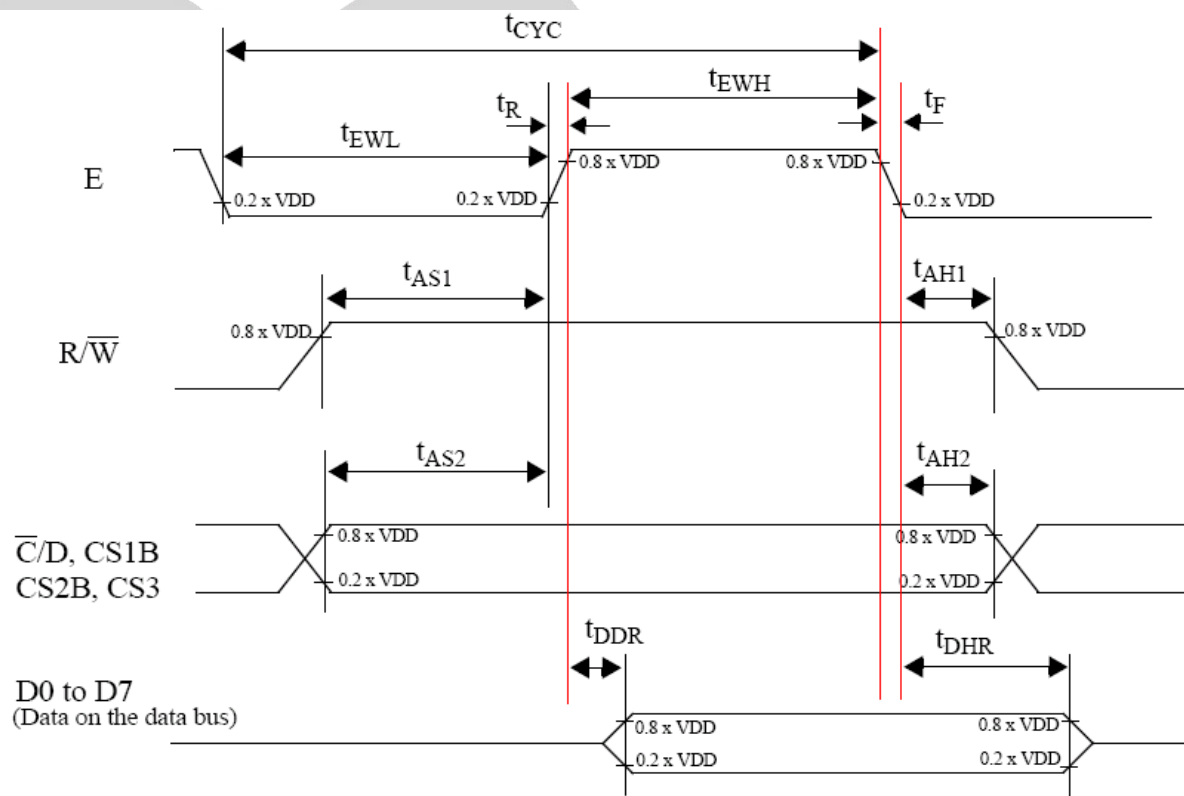 tCYC
tEWH
tR
tF
tEWL
E
0.8 x VDD
0.8 x VDD
0.2 x VDD
0.2 x VDD
0.2 x VDD
tAS1
tAH1
0.8 x VDD
0.8 x VDD
R/W̅
tAS2
tAH2
C̅/D, CS1B
CS2B, CS3
0.8 x VDD
0.8 x VDD
0.2 x VDD
0.2 x VDD
tDDR
tDHR
D0 to D7
(Data on the data bus)
0.8 x VDD
0.8 x VDD
0.2 x VDD
0.2 x VDD